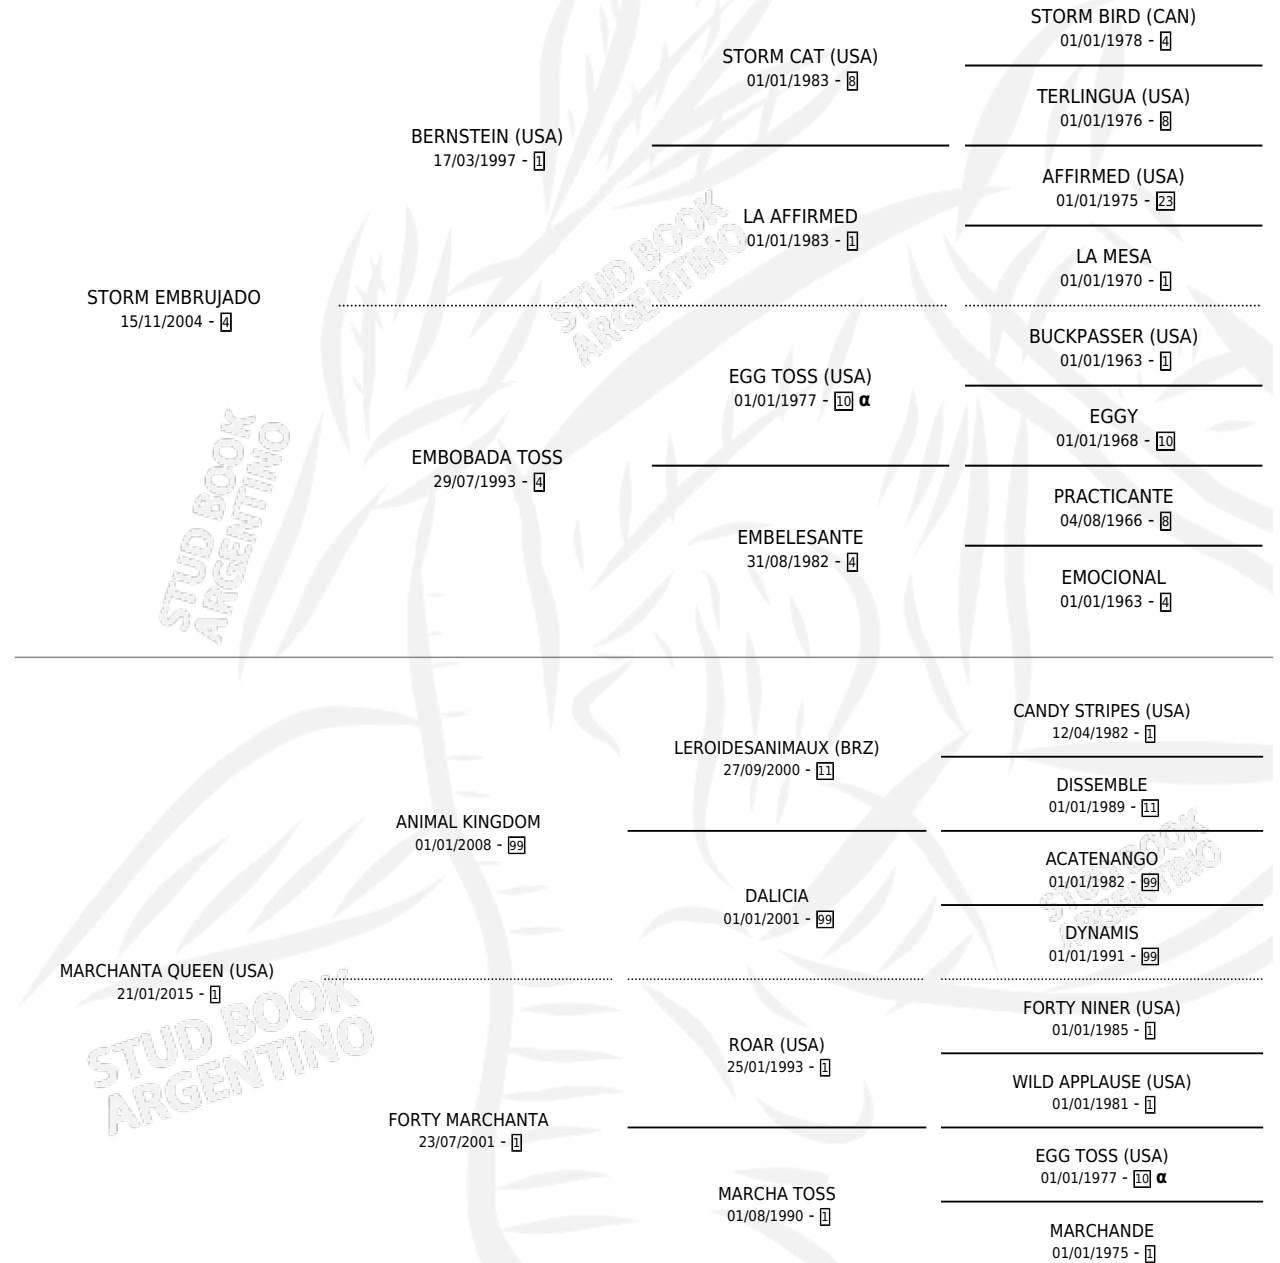 STORM BIRD (CAN)
01/01/1978 - 4
STORM CAT (USA)
01/01/1983 - 8
TERLINGUA (USA)
01/01/1976 - 8
BERNSTEIN (USA)
17/03/1997 - 1
AFFIRMED (USA)
01/01/1975 - 23
LA AFFIRMED
01/01/1983 - 1
LA MESA
01/01/1970 - 1
STORM EMBRUJADO
15/11/2004 - 4
BUCKPASSER (USA)
01/01/1963 - 1
EGG TOSS (USA)
01/01/1977 - 10 α
EGGY
01/01/1968 - 10
EMBOBADA TOSS
29/07/1993 - 4
PRACTICANTE
04/08/1966 - 8
EMBELESANTE
31/08/1982 - 4
EMOCIONAL
01/01/1963 - 4
CANDY STRIPES (USA)
12/04/1982 - 1
LEROIDESANIMAUX (BRZ)
27/09/2000 - 11
DISSEMBLE
01/01/1989 - 11
ANIMAL KINGDOM
01/01/2008 - 99
ACATENANGO
01/01/1982 - 99
DALICIA
01/01/2001 - 99
DYNAMIS
01/01/1991 - 99
MARCHANTA QUEEN (USA)
21/01/2015 - 1
FORTY NINER (USA)
01/01/1985 - 1
ROAR (USA)
25/01/1993 - 1
WILD APPLAUSE (USA)
01/01/1981 - 1
FORTY MARCHANTA
23/07/2001 - 1
EGG TOSS (USA)
01/01/1977 - 10 α
MARCHA TOSS
01/08/1990 - 1
MARCHANDE
01/01/1975 - 1
STUD BOOK
ARGENTINO
STUD BOOK
ARGENTINO
STUD BOOK
ARGENTINO
STUD BOOK
ARGENTINO